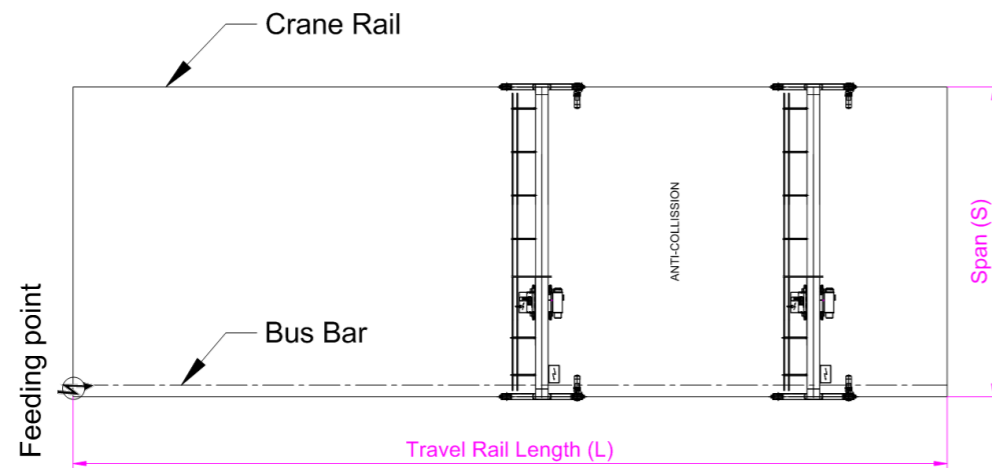 Crane Rail
ANTI-COLLISSION
Span (S)
Feeding point
Bus Bar
Travel Rail Length (L)